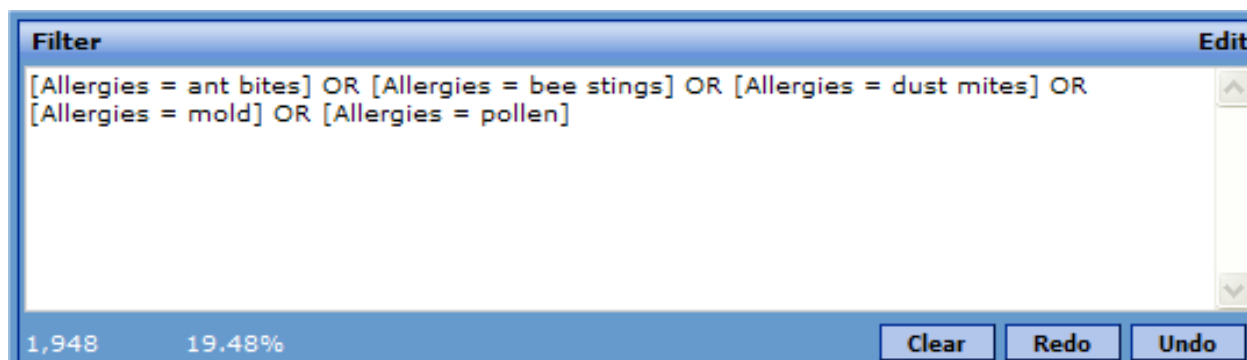 Filter Edit
[Allergies = ant bites] OR [Allergies = bee stings] OR [Allergies = dust mites] OR
[Allergies = mold] OR [Allergies = pollen]
1,948 19.48% Clear Redo Undo